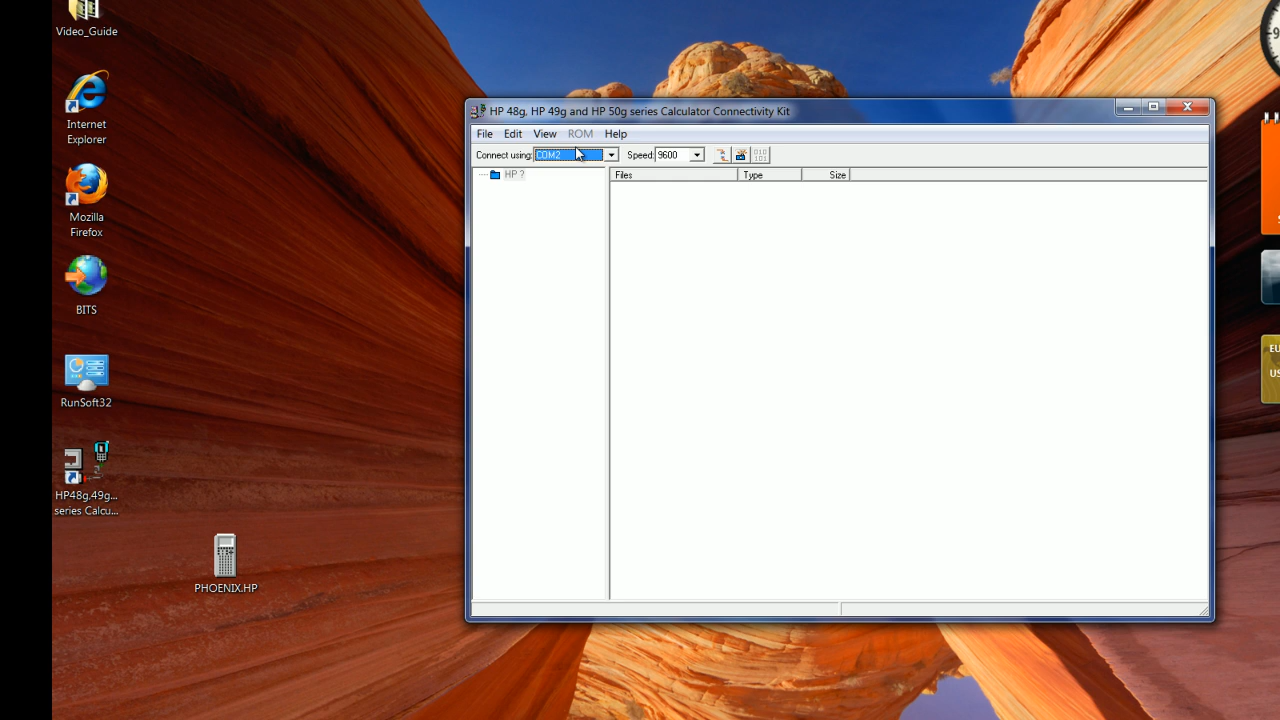 Video_Guide
Internet
Explorer
Mozilla
Firefox
BITS
RunSoft32
HP48g,49g...
series Calcu...
PHOENIX.HP
HP 48g, HP 49g and HP 50g series Calculator Connectivity Kit
File Edit View ROM Help
Connect using: COM2 Speed: 9600
HP ?
Files Type Size
EU
US